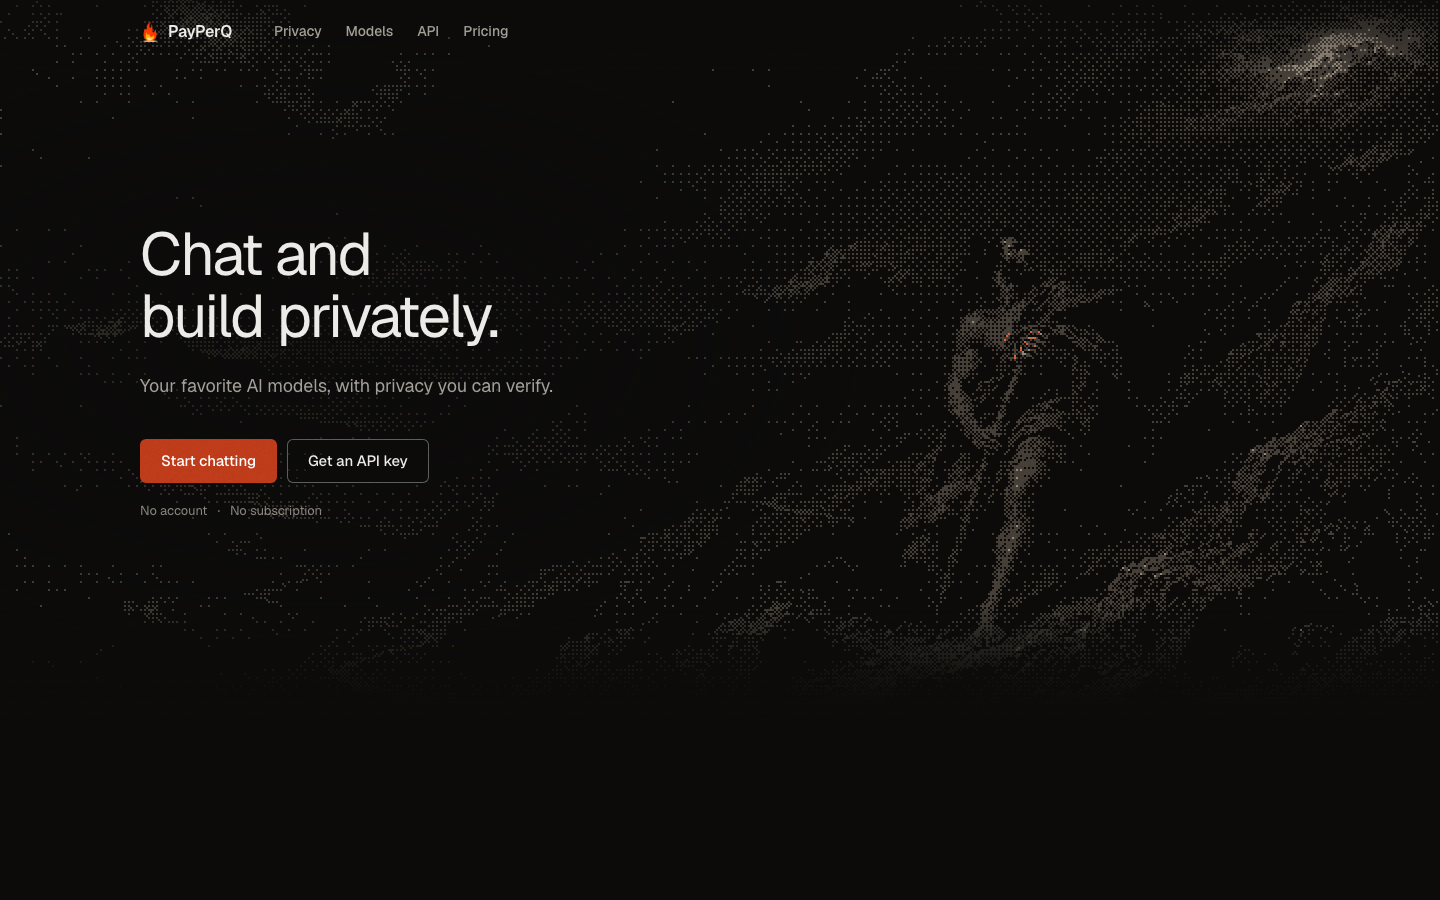 PayPerQ
Privacy
Models
API
Pricing
Chat and
build privately.
Your favorite AI models, with privacy you can verify.
Start chatting
Get an API key
No account · No subscription